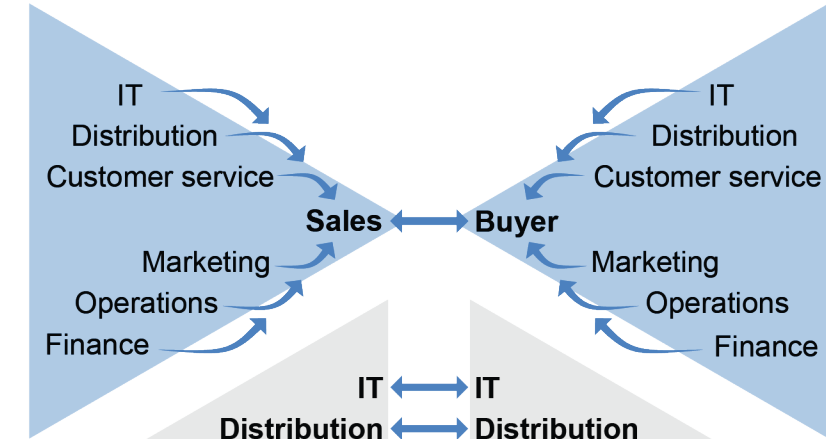 IT IT
Distribution Distribution
Customer service Customer service
Sales Buyer
Marketing Marketing
Operations Operations
Finance Finance
IT IT
Distribution Distribution